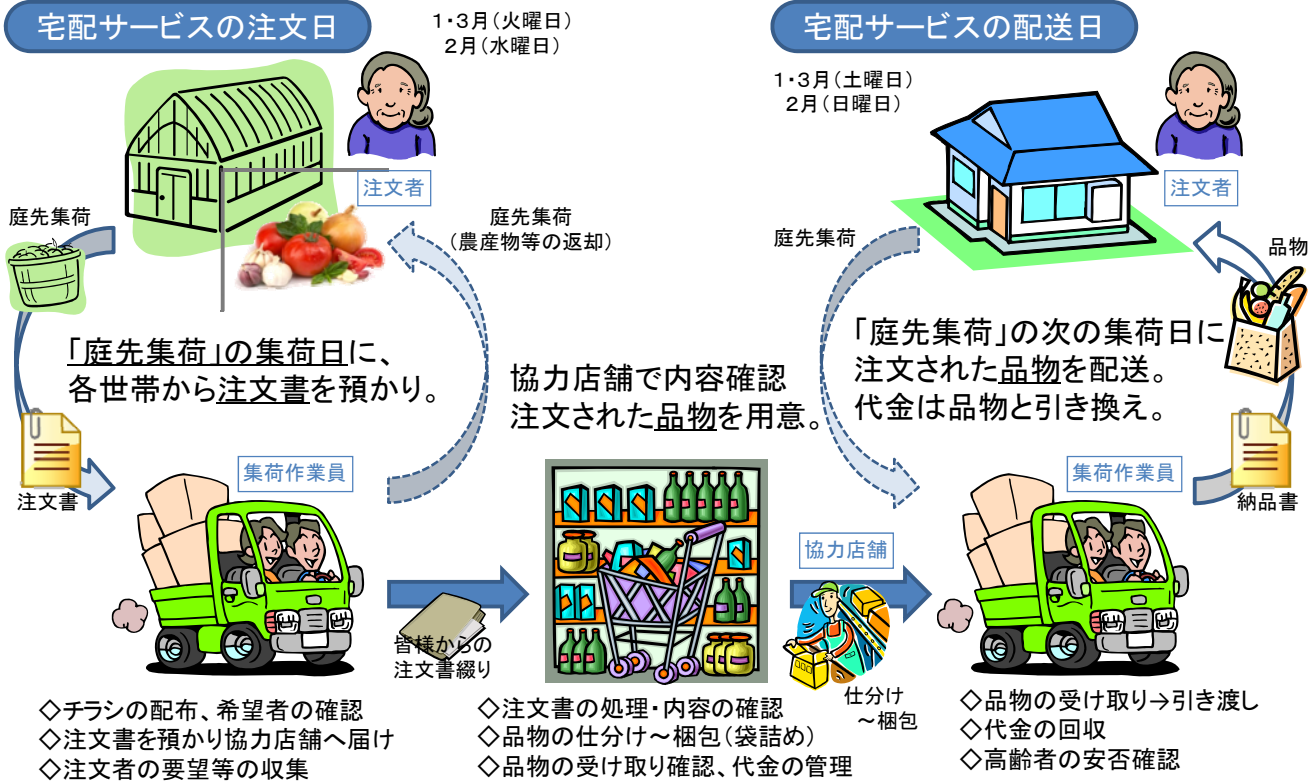 宅配サービスの注文日
1・3月(火曜日)
2月(水曜日)
注文者
庭先集荷
庭先集荷
(農産物等の返却)
「庭先集荷」の集荷日に、
各世帯から注文書を預かり。
注文書
集荷作業員
◇チラシの配布、希望者の確認
◇注文書を預かり協力店舗へ届け
◇注文者の要望等の収集
皆様からの
注文書綴り
協力店舗で内容確認
注文された品物を用意。
◇注文書の処理・内容の確認
◇品物の仕分け～梱包(袋詰め)
◇品物の受け取り確認、代金の管理
協力店舗
仕分け
～梱包
宅配サービスの配送日
1・3月(土曜日)
2月(日曜日)
注文者
庭先集荷
品物
「庭先集荷」の次の集荷日に
注文された品物を配送。
代金は品物と引き換え。
集荷作業員
納品書
◇品物の受け取り→引き渡し
◇代金の回収
◇高齢者の安否確認